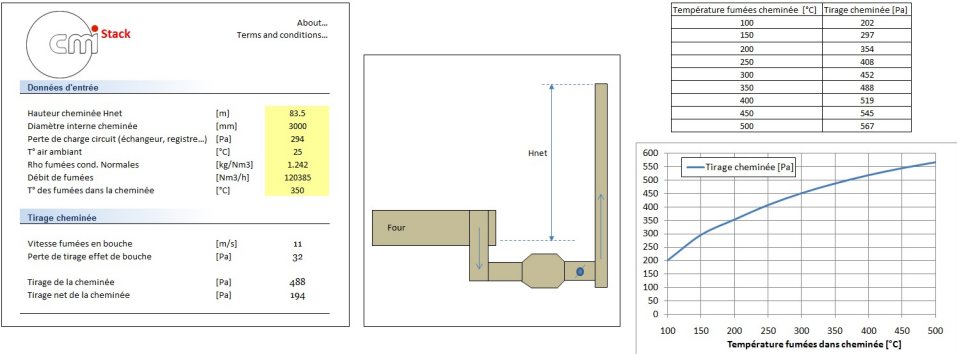 cmi
Stack
About...
Terms and conditions...
Données d'entrée
Hauteur cheminée Hnet [m] 83.5
Diamètre interne cheminée [mm] 3000
Perte de charge circuit (échangeur, registre...) [Pa] 294
T° air ambiant [°C] 25
Rho fumées cond. Normales [kg/Nm3] 1.242
Débit de fumées [Nm3/h] 120385
T° des fumées dans la cheminée [°C] 350
Tirage cheminée
Vitesse fumées en bouche [m/s] 11
Perte de tirage effet de bouche [Pa] 32
Tirage de la cheminée [Pa] 488
Tirage net de la cheminée [Pa] 194
Hnet
Four
Température fumées cheminée [°C] Tirage cheminée [Pa]
100 202
150 297
200 354
250 408
300 452
350 488
400 519
450 545
500 567
Tirage cheminée [Pa]
600
550
500
450
400
350
300
250
200
150
100
50
0
100 150 200 250 300 350 400 450 500
Température fumées dans cheminée [°C]